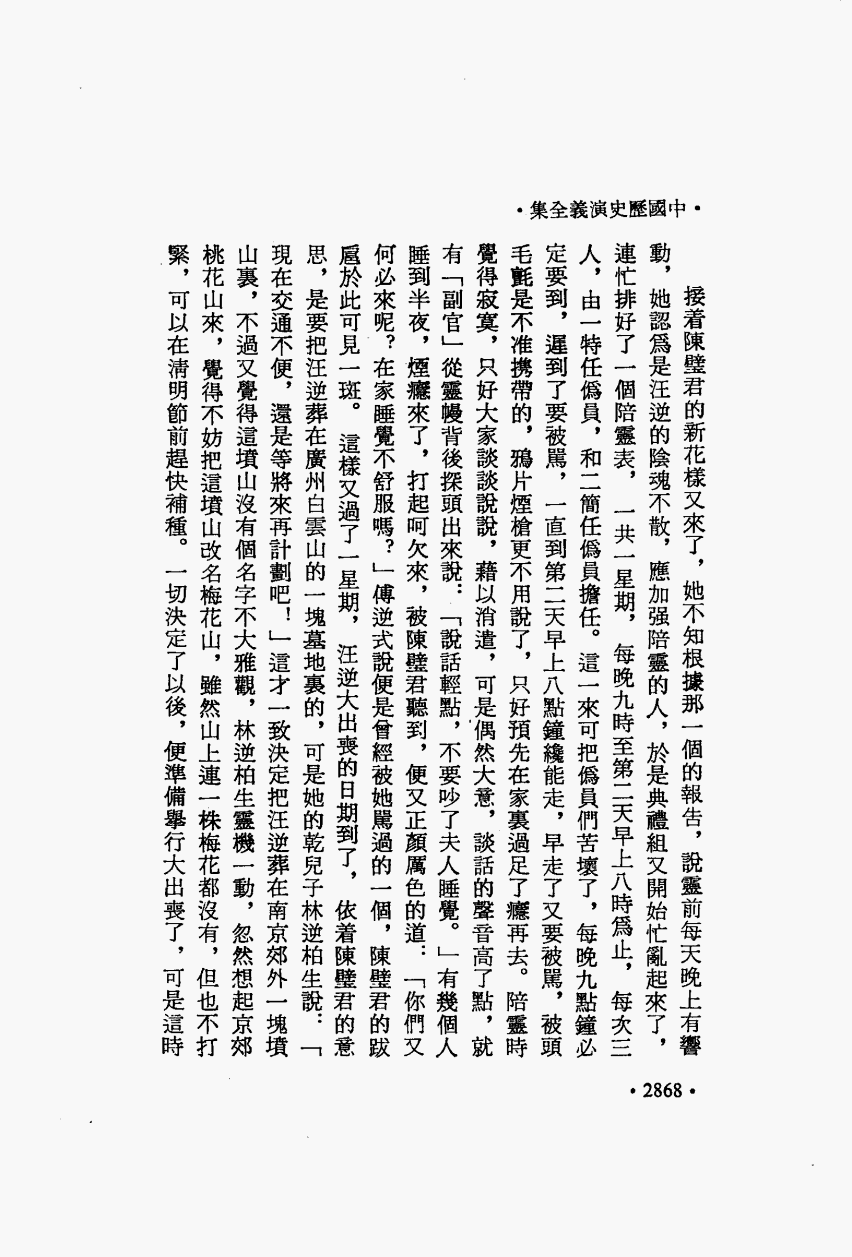 •中國歷史演義全集•
接着陳璧君的新花樣又來了，她不知根據那一個的報告，說靈前每天晚上有響
動，她認爲是汪逆的陰魂不散，應加强陪靈的人，於是典禮組又開始忙亂起來了，
連忙排好了一個陪靈表，一共一星期，每晚九時至第二天早上八時爲止，每次三
人，由一特任僞員，和二簡任僞員擔任。這一來可把僞員們苦壞了，每晚九點鐘必
定要到，遲到了要被駡，一直到第二天早上八點鐘纔能走，早走了又要被駡，被頭
毛氈是不准携帶的，鴉片煙槍更不用說了，只好預先在家裏過足了癮再去。陪靈時
覺得寂寞，只好大家談談說說，藉以消遣，可是偶然大意，談話的聲音高了點，就
有「副官」從靈幔背後探頭出來說：「說話輕點，不要吵了夫人睡覺。」有幾個人
睡到半夜，煙癮來了，打起呵欠來，被陳璧君聽到，便又正顏厲色的道：「你們又
何必來呢？在家睡覺不舒服嗎？」傅逆式說便是曾經被她駡過的一個，陳璧君的跋
扈於此可見一斑。這樣又過了一星期，汪逆大出喪的日期到了，依着陳璧君的意
思，是要把汪逆葬在廣州白雲山的一塊墓地裏的，可是她的乾兒子林逆柏生說：「
現在交通不便，還是等將來再計劃吧！」這才一致決定把汪逆葬在南京郊外一塊墳
山裏，不過又覺得這墳山沒有個名字不大雅觀，林逆柏生靈機一動，忽然想起京郊
桃花山來，覺得不妨把這墳山改名梅花山，雖然山上連一株梅花都沒有，但也不打
緊，可以在淸明節前趕快補種。一切決定了以後，便準備舉行大出喪了，可是這時
•2868•